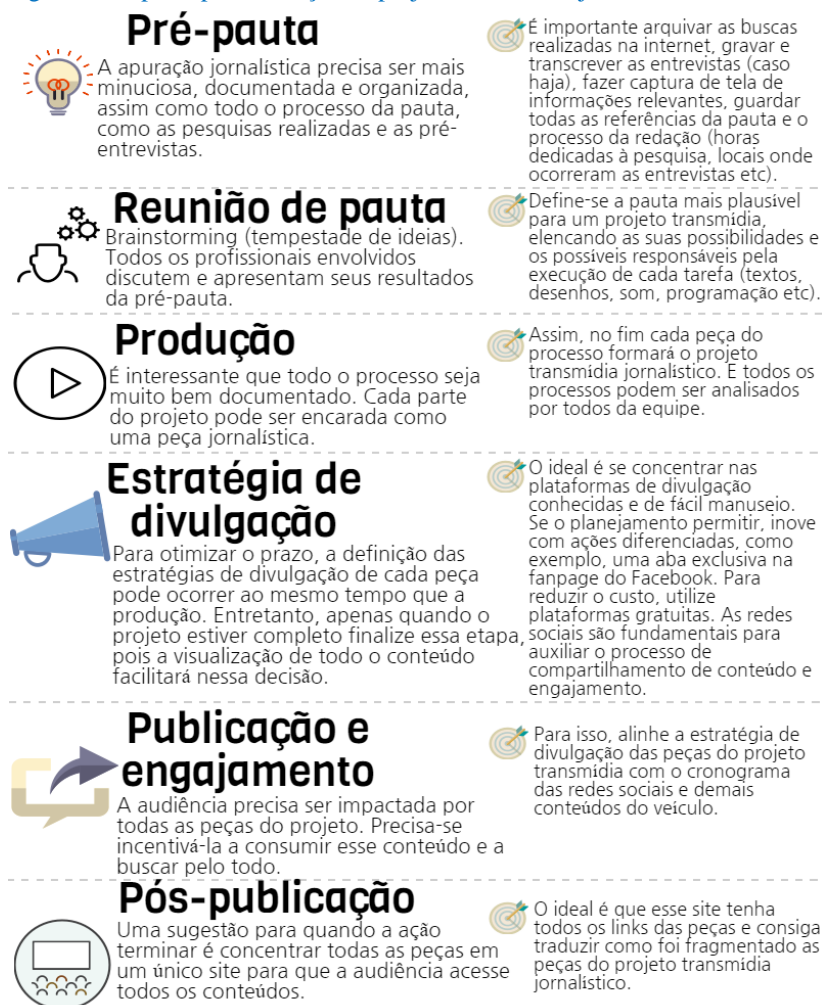 Pré-pauta
A apuração jornalística precisa ser mais
minuciosa, documentada e organizada,
assim como todo o processo da pauta,
como as pesquisas realizadas e as pré-
entrevistas.
É importante arquivar as buscas
realizadas na internet, gravar e
transcrever as entrevistas (caso
haja), fazer captura de tela de
informações relevantes, guardar
todas as referências da pauta e o
processo da redação (horas
dedicadas à pesquisa, locais onde
ocorreram as entrevistas etc).
Reunião de pauta
Brainstorming (tempestade de ideias).
Todos os profissionais envolvidos
discutem e apresentam seus resultados
da pré-pauta.
Define-se a pauta mais plausível
para um projeto transmídia,
elencando as suas possibilidades e
os possíveis responsáveis pela
execução de cada tarefa (textos,
desenhos, som, programação etc).
Produção
É interessante que todo o processo seja
muito bem documentado. Cada parte
do projeto pode ser encarada como
uma peça jornalística.
Assim, no fim cada peça do
processo formará o projeto
transmídia jornalístico. E todos os
processos podem ser analisados
por todos da equipe.
Estratégia de
divulgação
Para otimizar o prazo, a definição das
estratégias de divulgação de cada peça
pode ocorrer ao mesmo tempo que a
produção. Entretanto, apenas quando o
projeto estiver completo finalize essa etapa,
pois a visualização de todo o conteúdo
facilitará nessa decisão.
O ideal é se concentrar nas
plataformas de divulgação
conhecidas e de fácil manuseio.
Se o planejamento permitir, inove
com ações diferenciadas, como
exemplo, uma aba exclusiva na
fanpage do Facebook. Para
reduzir o custo, utilize
plataformas gratuitas. As redes
sociais são fundamentais para
auxiliar o processo de
compartilhamento de conteúdo e
engajamento.
Publicação e
engajamento
A audiência precisa ser impactada por
todas as peças do projeto. Precisa-se
incentivá-la a consumir esse conteúdo e a
buscar pelo todo.
Para isso, alinhe a estratégia de
divulgação das peças do projeto
transmídia com o cronograma
das redes sociais e demais
conteúdos do veículo.
Pós-publicação
Uma sugestão para quando a ação
terminar é concentrar todas as peças em
um único site para que a audiência acesse
todos os conteúdos.
O ideal é que esse site tenha
todos os links das peças e consiga
traduzir como foi fragmentado as
peças do projeto transmídia
jornalístico.